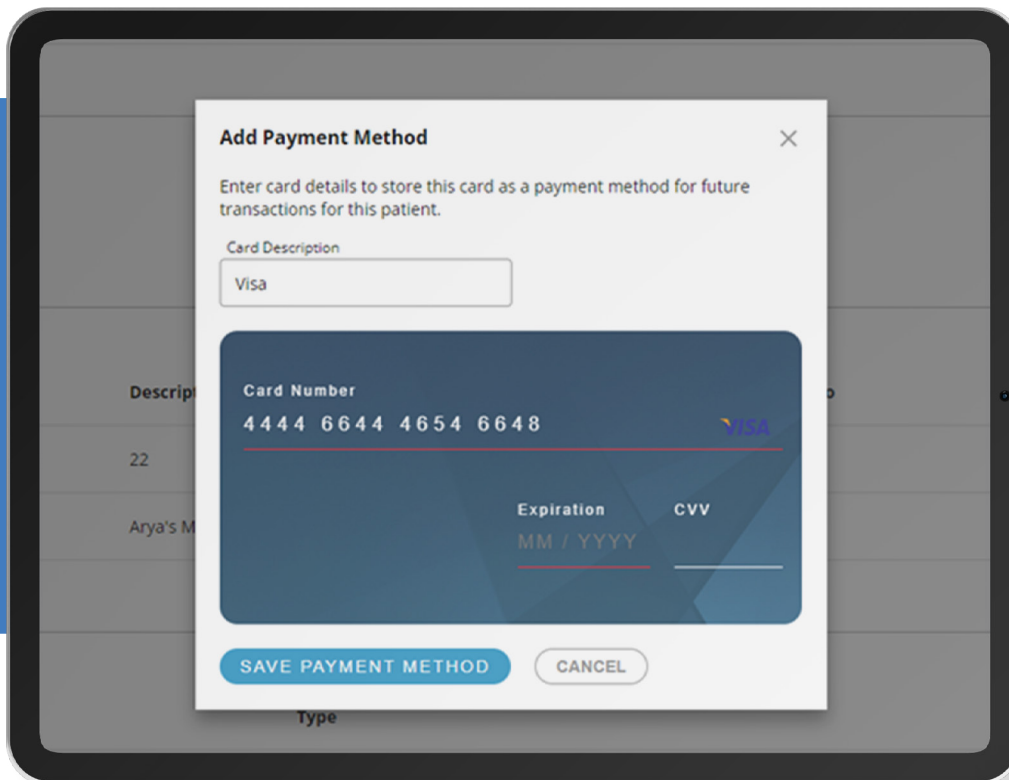 Add Payment Method
Enter card details to store this card as a payment method for future
transactions for this patient.
Card Description
Visa
Card Number
4444 6644 4654 6648
VISA
Expiration
CVV
MM / YYYY
SAVE PAYMENT METHOD
CANCEL
Descrip
22
Arya's M
Type